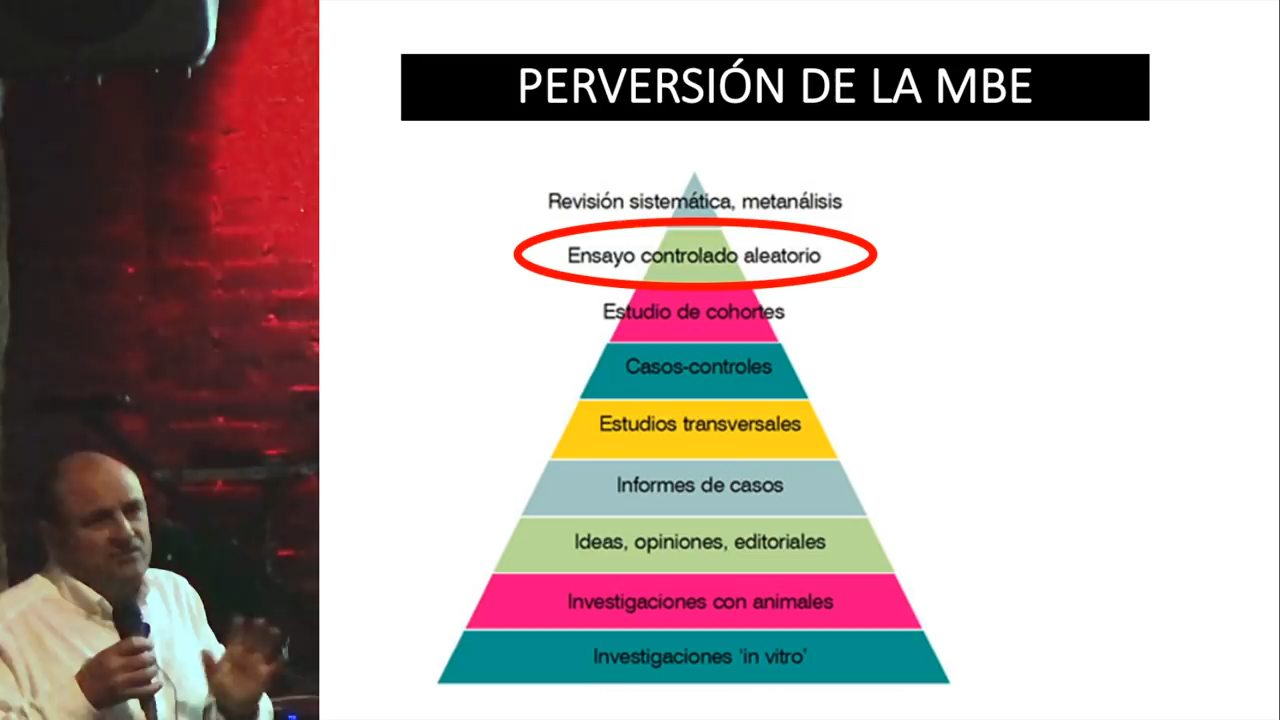 PERVERSIÓN DE LA MBE
Revisión sistemática, metanálisis
Ensayo controlado aleatorio
Estudio de cohortes
Casos-controles
Estudios transversales
Informes de casos
Ideas, opiniones, editoriales
Investigaciones con animales
Investigaciones 'in vitro'